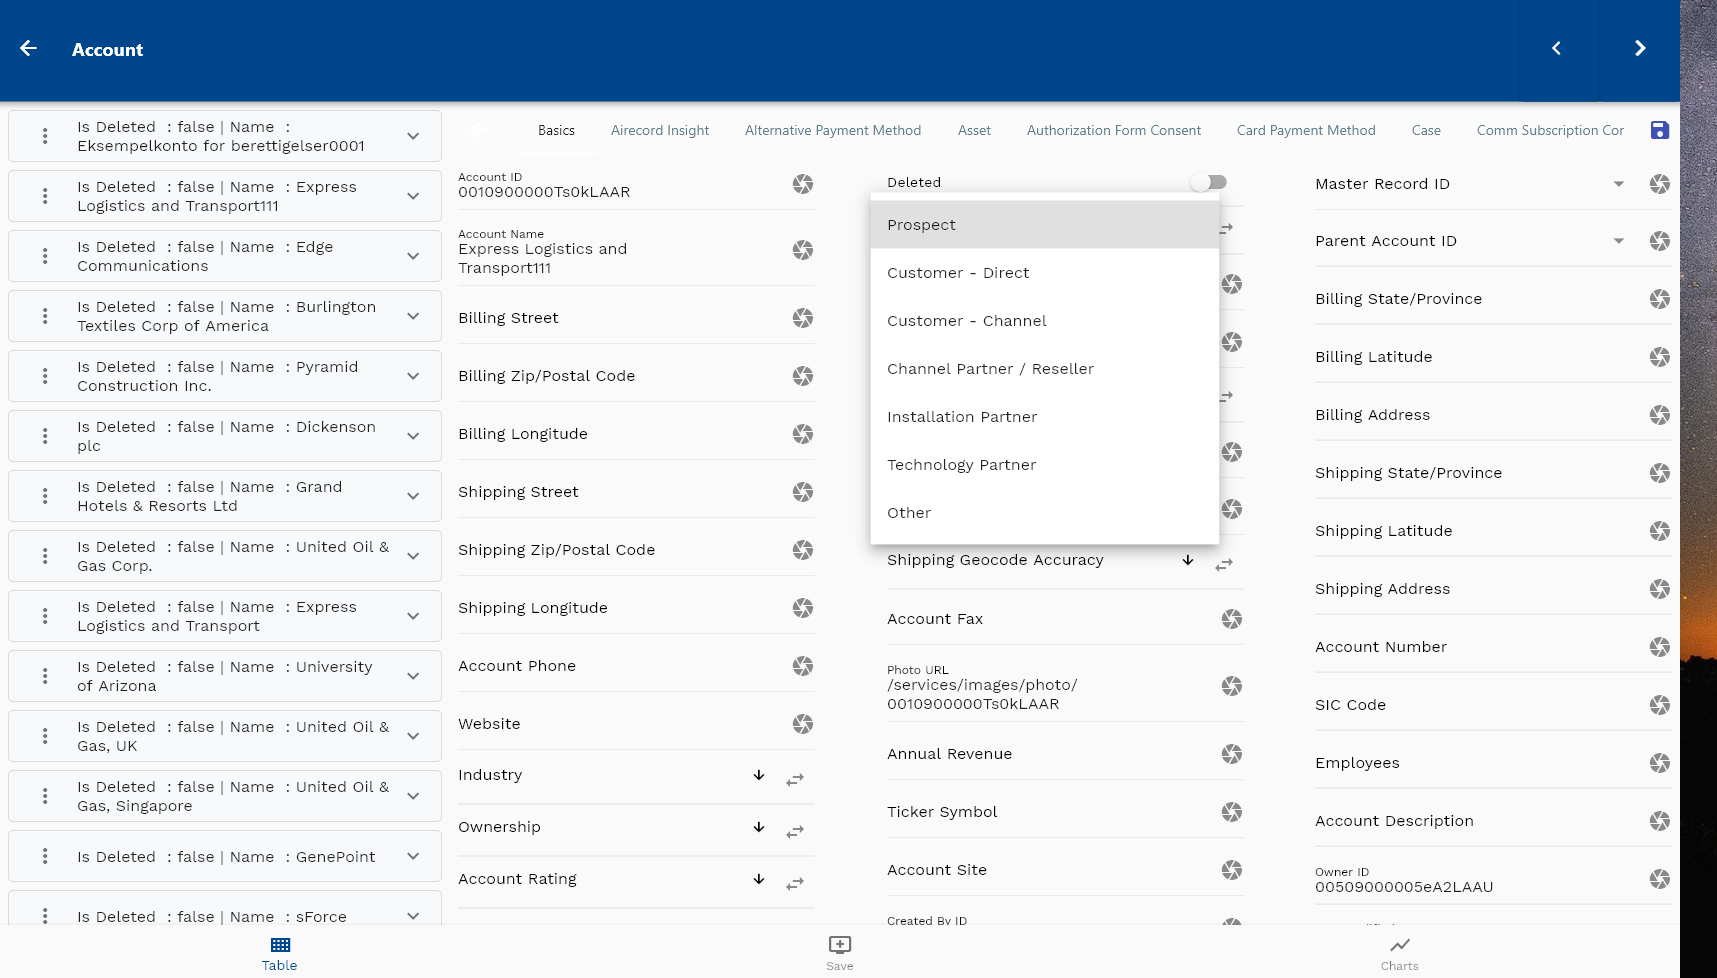 Account
Is Deleted : false | Name :
Eksempelkonto for berettigelser0001
Is Deleted : false | Name : Express
Logistics and Transport111
Is Deleted : false | Name : Edge
Communications
Is Deleted : false | Name : Burlington
Textiles Corp of America
Is Deleted : false | Name : Pyramid
Construction Inc.
Is Deleted : false | Name : Dickenson
plc
Is Deleted : false | Name : Grand
Hotels & Resorts Ltd
Is Deleted : false | Name : United Oil &
Gas Corp.
Is Deleted : false | Name : Express
Logistics and Transport
Is Deleted : false | Name : University
of Arizona
Is Deleted : false | Name : United Oil &
Gas, UK
Is Deleted : false | Name : United Oil &
Gas, Singapore
Is Deleted : false | Name : GenePoint
Is Deleted : false | Name : sForce
Basics Airecord Insight Alternative Payment Method Asset Authorization Form Consent Card Payment Method Case Comm Subscription Cor
Account ID
0010900000Ts0kLAAR
Account Name
Express Logistics and
Transport111
Billing Street
Billing Zip/Postal Code
Billing Longitude
Shipping Street
Shipping Zip/Postal Code
Shipping Longitude
Account Phone
Website
Industry
Ownership
Account Rating
Deleted
Prospect
Customer - Direct
Customer - Channel
Channel Partner / Reseller
Installation Partner
Technology Partner
Other
Shipping Geocode Accuracy
Account Fax
Photo URL
/services/images/photo/
0010900000Ts0kLAAR
Annual Revenue
Ticker Symbol
Account Site
Created By ID
Master Record ID
Parent Account ID
Billing State/Province
Billing Latitude
Billing Address
Shipping State/Province
Shipping Latitude
Shipping Address
Account Number
SIC Code
Employees
Account Description
Owner ID
00509000005eA2LAAU
Table
Save
Charts